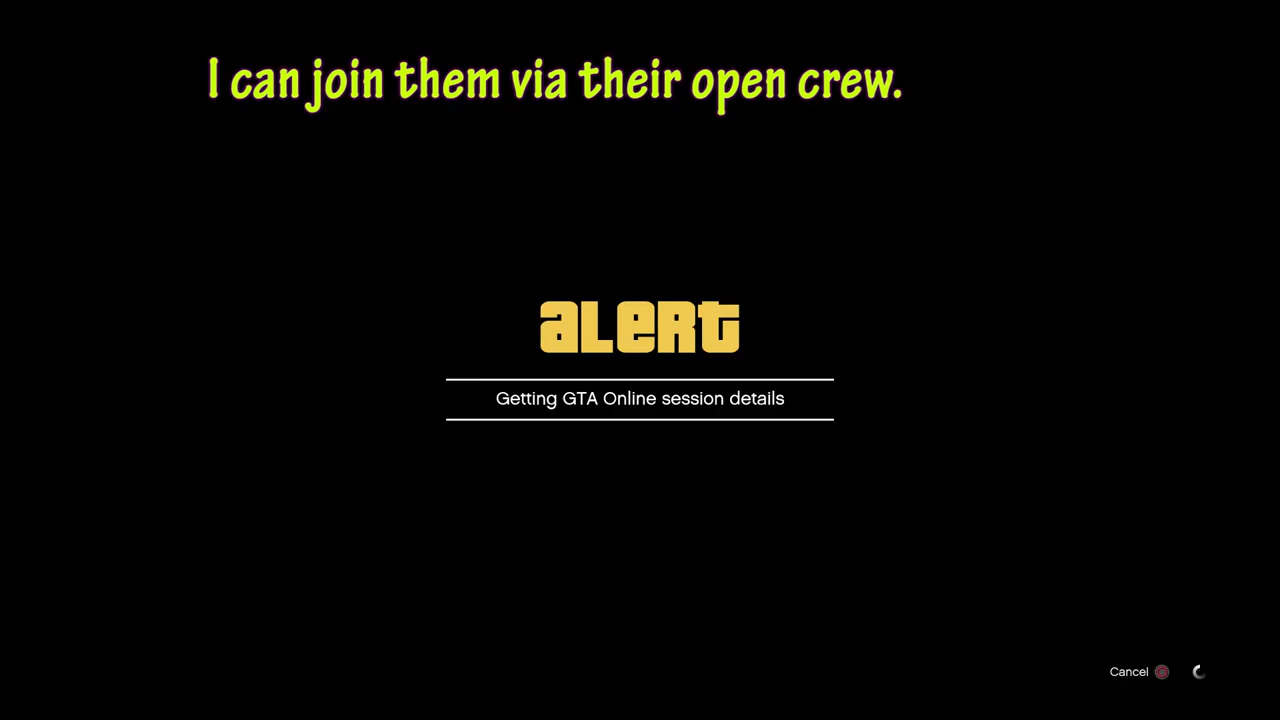 I can join them via their open crew.
alert
Getting GTA Online session details
Cancel